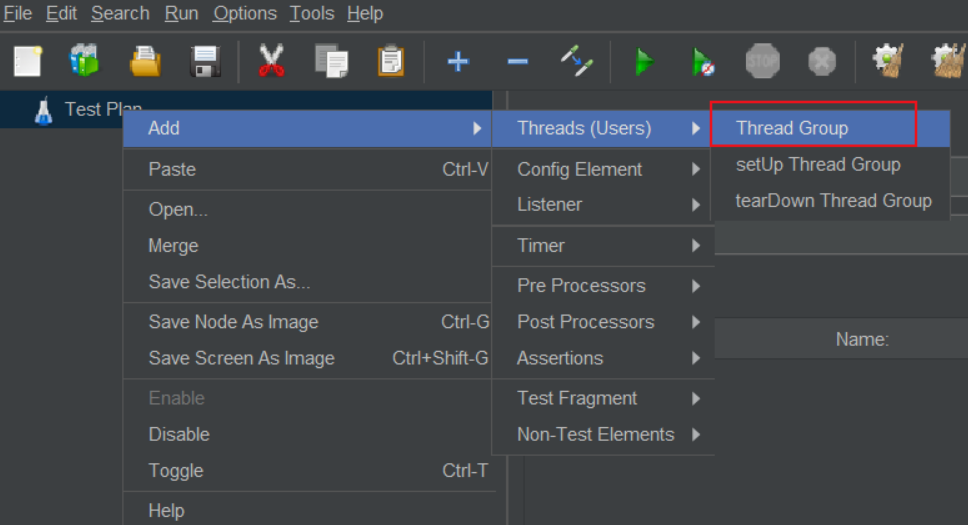 File Edit Search Run Options Tools Help
STOP
Test Plan
Add
Paste Ctrl-V
Open...
Merge
Save Selection As...
Save Node As Image Ctrl-G
Save Screen As Image Ctrl+Shift-G
Enable
Disable
Toggle Ctrl-T
Help
Threads (Users)
Config Element
Listener
Timer
Pre Processors
Post Processors
Assertions
Test Fragment
Non-Test Elements
Thread Group
setUp Thread Group
tearDown Thread Group
Name: